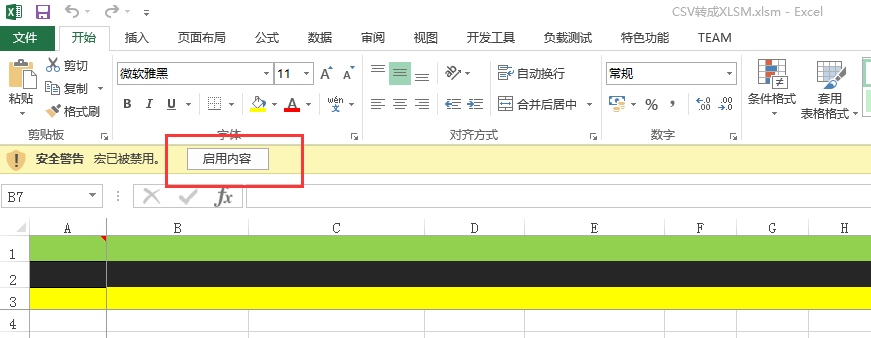 CSV转成XLSM.xlsm - Excel
文件 开始 插入 页面布局 公式 数据 审阅 视图 开发工具 负载测试 特色功能 TEAM
粘贴 剪切 复制 格式刷
微软雅黑 11 A A
B I U A wén 文
自动换行
合并后居中
常规
% , .0 .00 .00 .0
条件格式 套用
表格格式
剪贴板 字体 对齐方式 数字
安全警告 宏已被禁用。 启用内容
B7 fx
A B C D E F G H
1
2
3
4